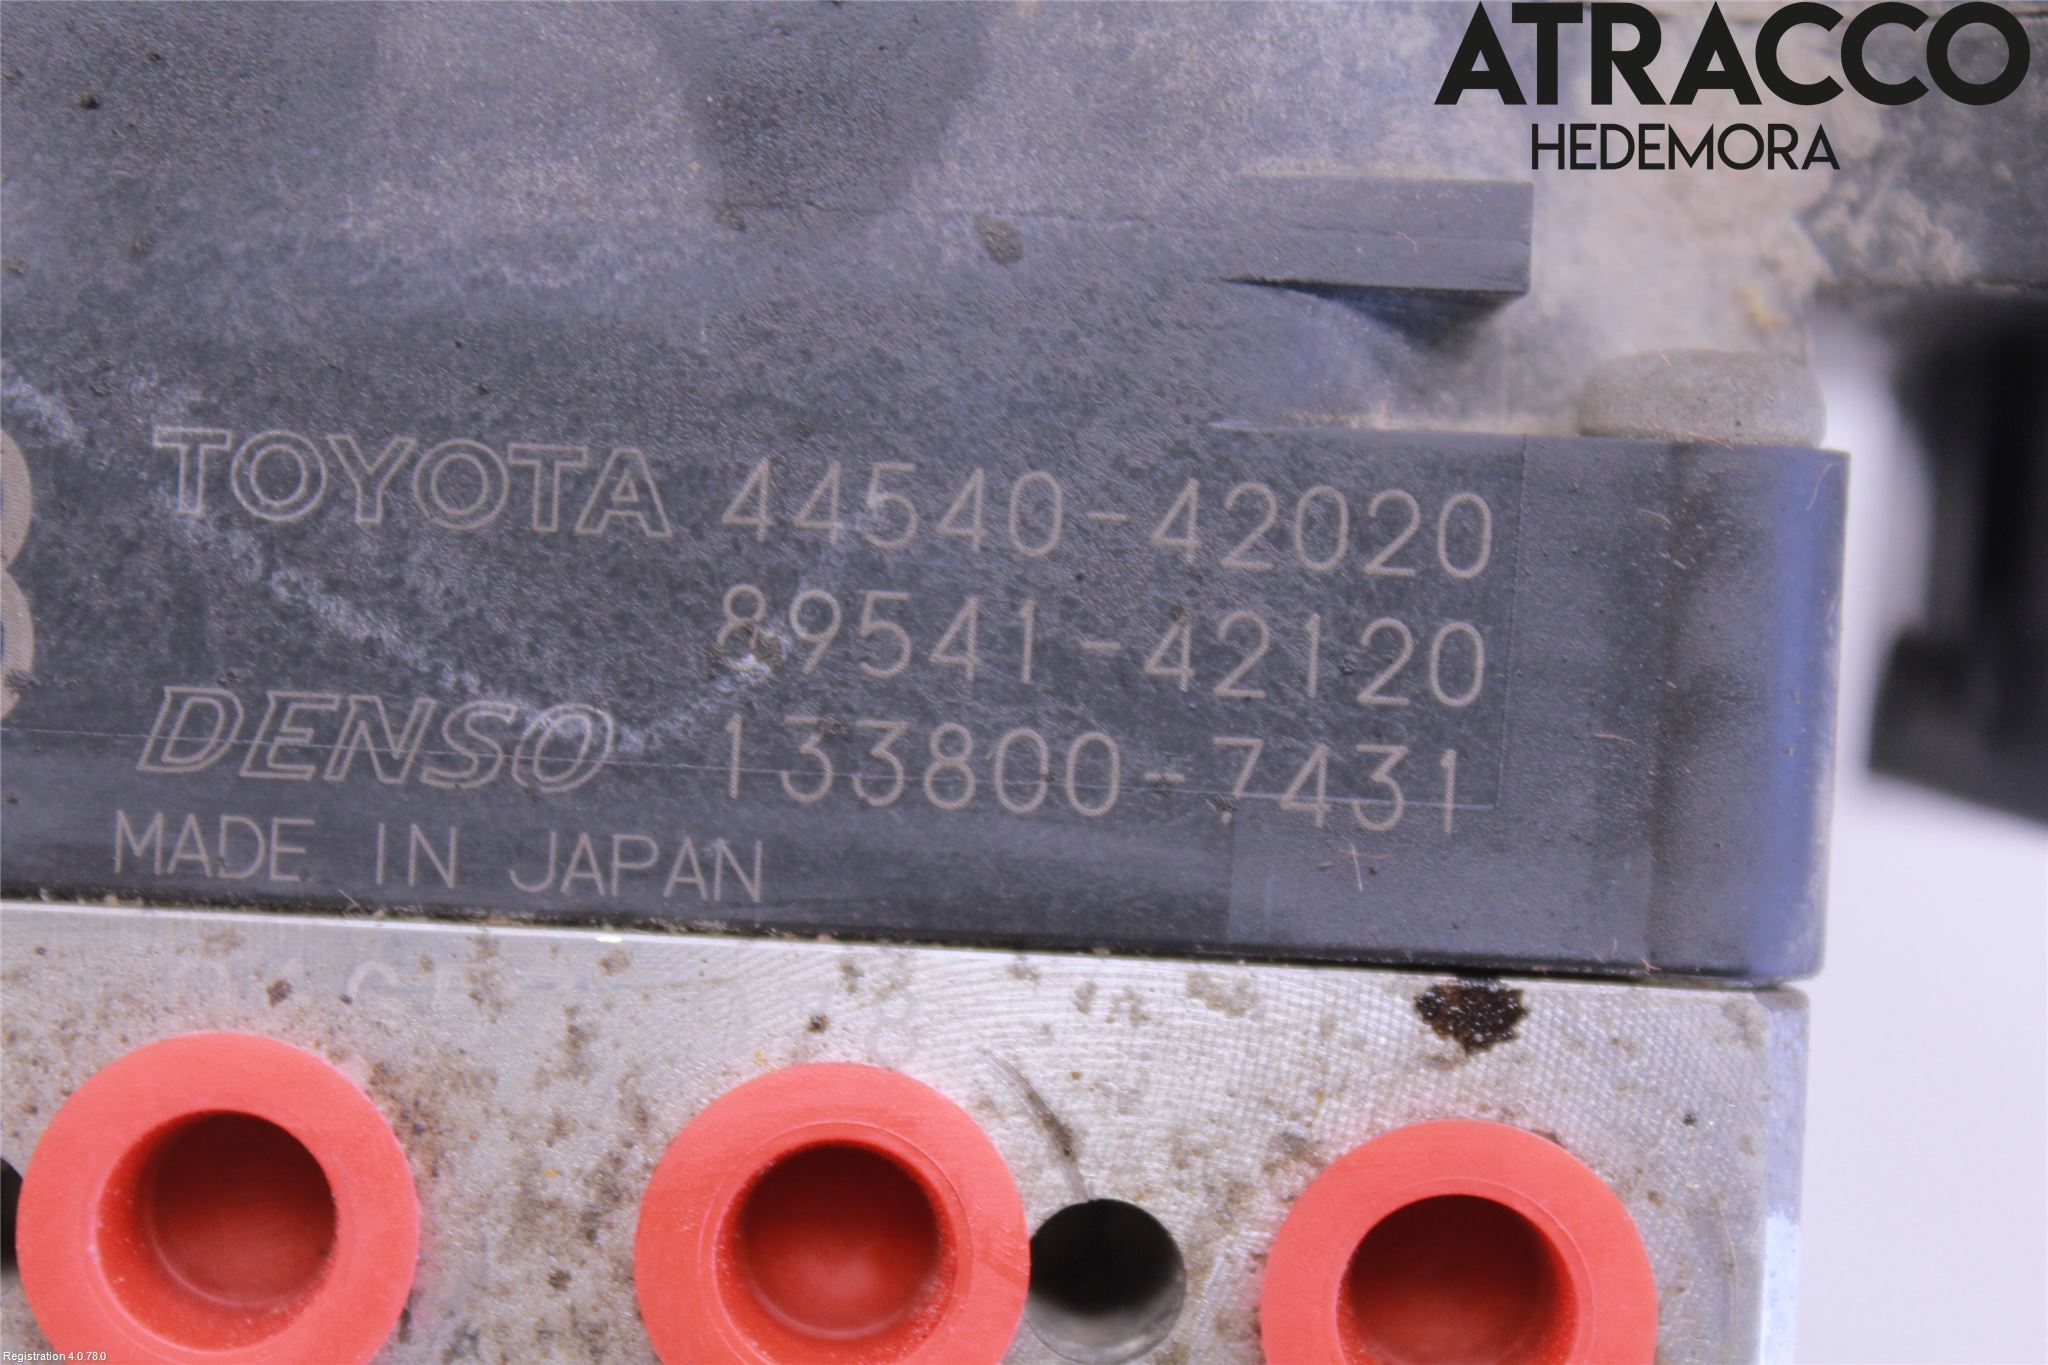 ATRACCO
HEDEMORA
TOYOTA 44540-42020
89541-42120
DENSO 133800-7431
MADE IN JAPAN
Registration 4.0.78.0